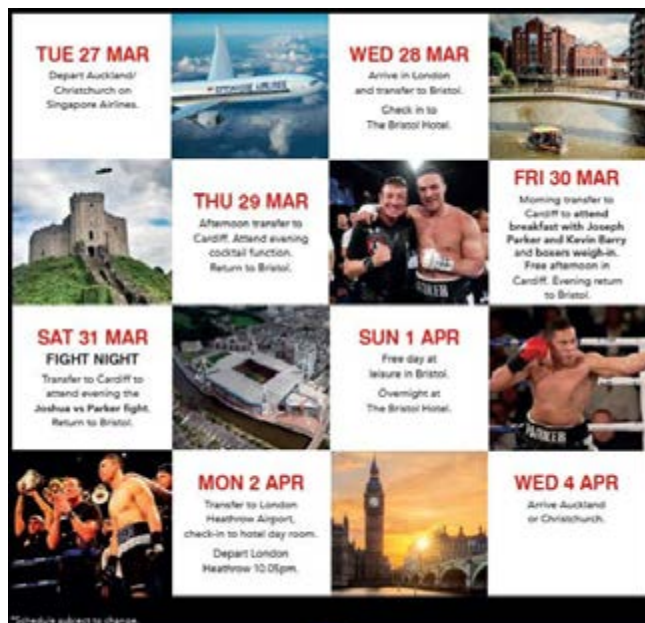 TUE 27 MAR
Depart Auckland/
Christchurch on
Singapore Airlines.
SINGAPORE AIRLINES
WED 28 MAR
Arrive in London
and transfer to Bristol.
Check in to
The Bristol Hotel.
THU 29 MAR
Afternoon transfer to
Cardiff. Attend evening
cocktail function.
Return to Bristol.
PARKER
FRI 30 MAR
Morning transfer to
Cardiff to attend
breakfast with Joseph
Parker and Kevin Barry
and boxers weigh-in.
Free afternoon in
Cardiff. Evening return
to Bristol.
SAT 31 MAR
FIGHT NIGHT
Transfer to Cardiff to
attend evening the
Joshua vs Parker fight.
Return to Bristol.
SUN 1 APR
Free day at
leisure in Bristol.
Overnight at
The Bristol Hotel.
PARKER
MON 2 APR
Transfer to London
Heathrow Airport,
check-in to hotel day room.
Depart London
Heathrow 10.05pm.
WED 4 APR
Arrive Auckland
or Christchurch.
*Schedule subject to change.